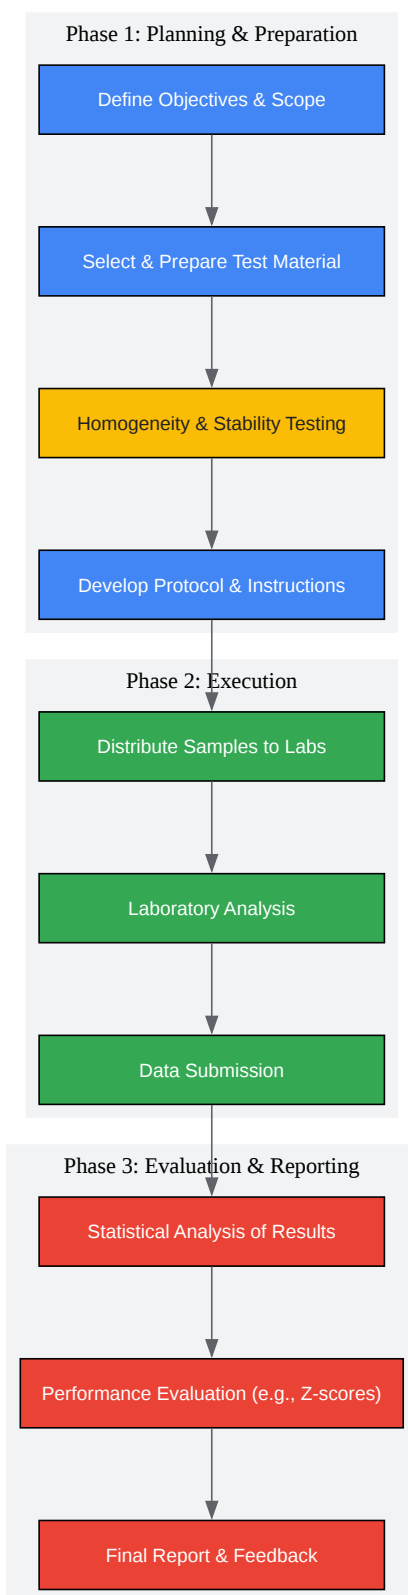 Phase 1: Planning & Preparation
Define Objectives & Scope
Select & Prepare Test Material
Homogeneity & Stability Testing
Develop Protocol & Instructions
Phase 2: Execution
Distribute Samples to Labs
Laboratory Analysis
Data Submission
Phase 3: Evaluation & Reporting
Statistical Analysis of Results
Performance Evaluation (e.g., Z-scores)
Final Report & Feedback